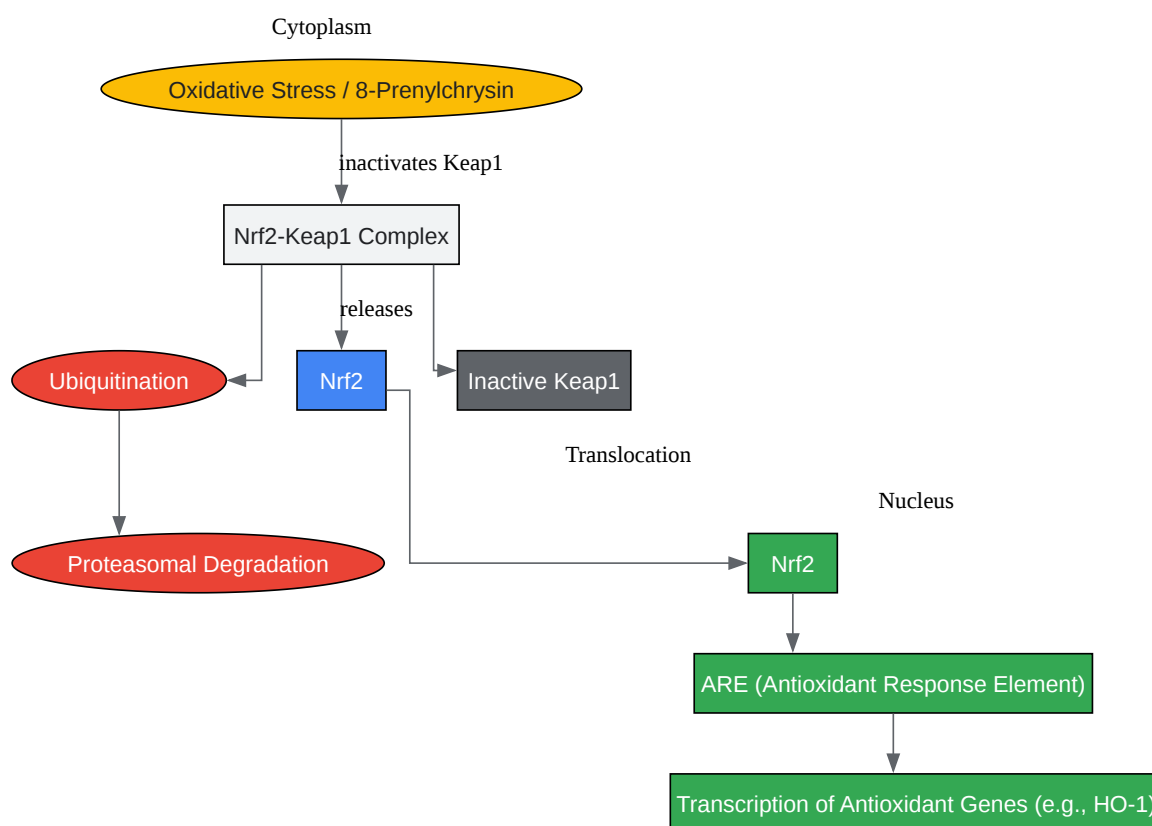 Cytoplasm
Oxidative Stress / 8-Prenylchrysin
inactivates Keap1
Nrf2-Keap1 Complex
releases
Ubiquitination
Nrf2
Inactive Keap1
Translocation
Nucleus
Proteasomal Degradation
Nrf2
ARE (Antioxidant Response Element)
Transcription of Antioxidant Genes (e.g., HO-1)